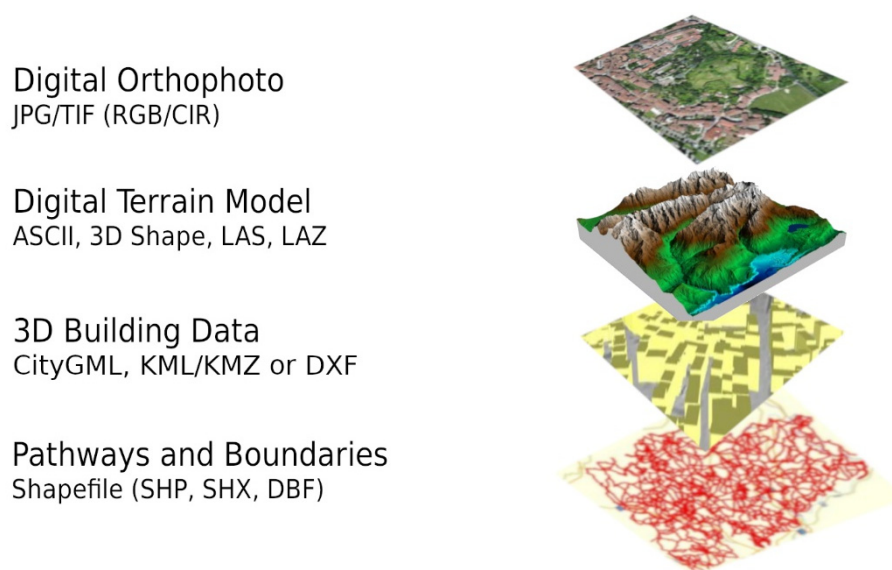 Digital Orthophoto
JPG/TIF (RGB/CIR)
Digital Terrain Model
ASCII, 3D Shape, LAS, LAZ
3D Building Data
CityGML, KML/KMZ or DXF
Pathways and Boundaries
Shapefile (SHP, SHX, DBF)